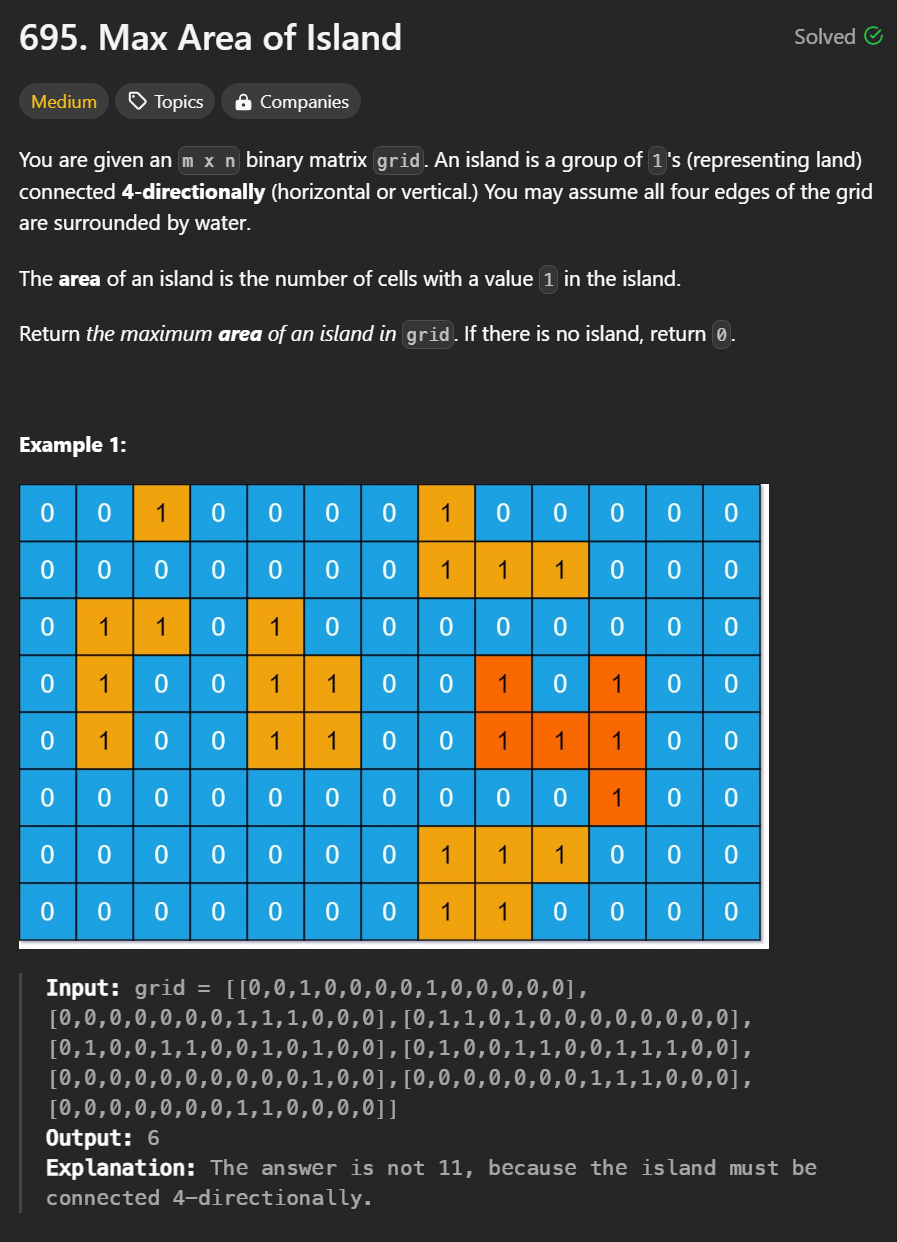 695. Max Area of Island
Solved
Medium
Topics
Companies
You are given an m x n binary matrix grid. An island is a group of 1's (representing land)
connected 4-directionally (horizontal or vertical.) You may assume all four edges of the grid
are surrounded by water.
The area of an island is the number of cells with a value 1 in the island.
Return the maximum area of an island in grid. If there is no island, return 0.
Example 1:
0 0 1 0 0 0 0 1 0 0 0 0 0
0 0 0 0 0 0 0 1 1 1 0 0 0
0 1 1 0 1 0 0 0 0 0 0 0 0
0 1 0 0 1 1 0 0 1 0 1 0 0
0 1 0 0 1 1 0 0 1 1 1 0 0
0 0 0 0 0 0 0 0 0 0 1 0 0
0 0 0 0 0 0 0 1 1 1 0 0 0
0 0 0 0 0 0 0 1 1 0 0 0 0
Input: grid = [[0,0,1,0,0,0,0,1,0,0,0,0,0],
[0,0,0,0,0,0,0,1,1,1,0,0,0],[0,1,1,0,1,0,0,0,0,0,0,0,0],
[0,1,0,0,1,1,0,0,1,0,1,0,0],[0,1,0,0,1,1,0,0,1,1,1,0,0],
[0,0,0,0,0,0,0,0,0,0,1,0,0],[0,0,0,0,0,0,0,1,1,1,0,0,0],
[0,0,0,0,0,0,0,1,1,0,0,0,0]]
Output: 6
Explanation: The answer is not 11, because the island must be
connected 4-directionally.